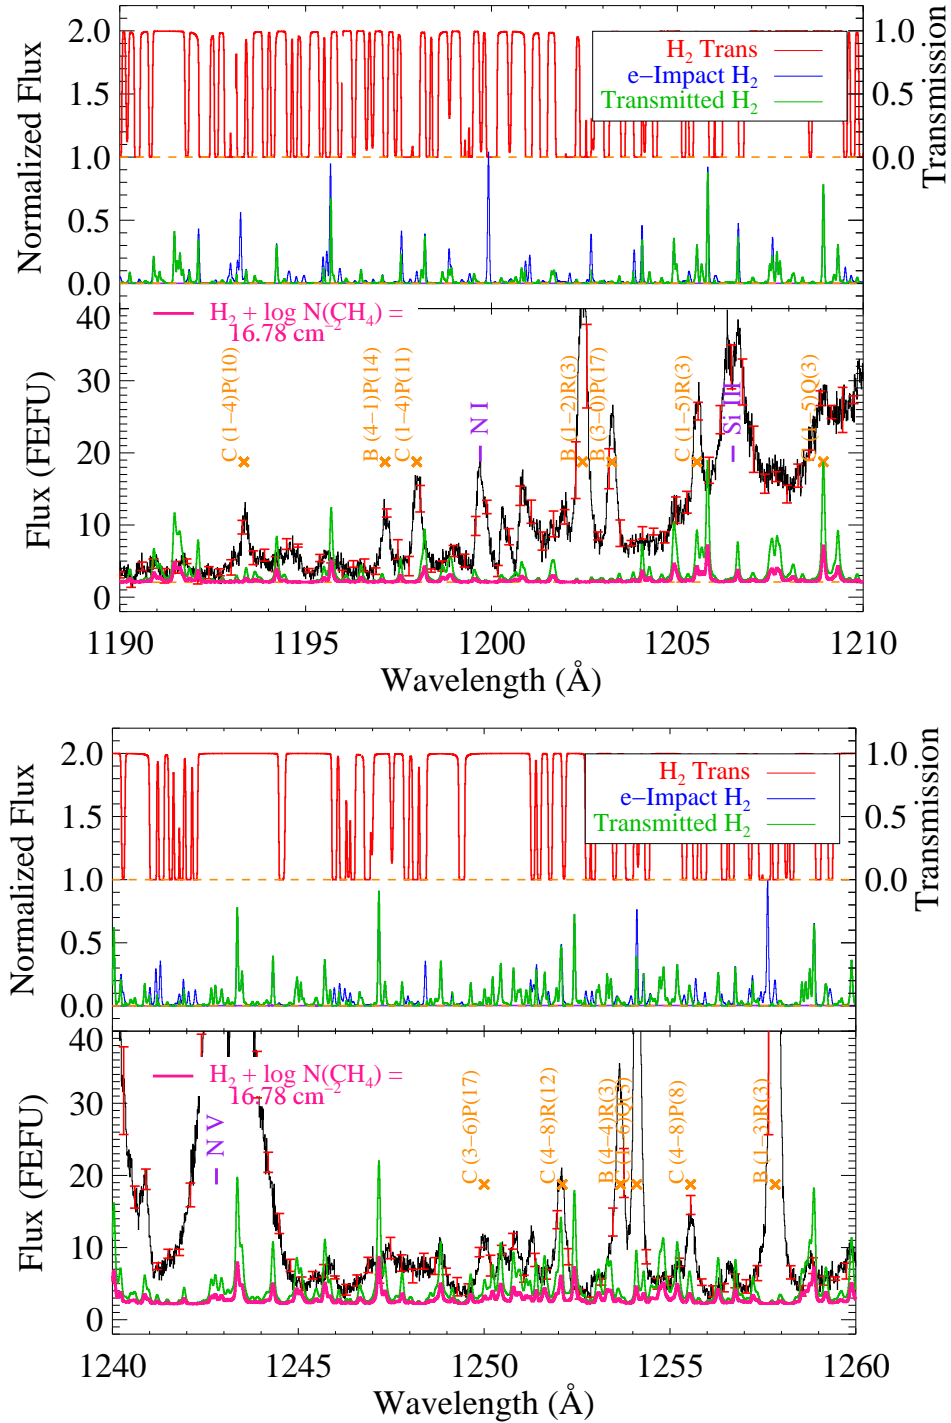 2.0
1.5
1.0
0.5
0.0
Normalized Flux
1.0
0.5
0.0
Transmission
H₂ Trans
e−Impact H₂
Transmitted H₂
40
30
20
10
0
Flux (FEFU)
H₂ + log N(CH₄) =
16.78 cm⁻²
C (1−4)P(10)
B (4−1)P(14)
C (1−4)P(11)
N I
B (1−2)R(3)
B (3−0)P(17)
C (1−5)R(3)
Si III
(1−5)Q(3)
1190
1195
1200
1205
1210
Wavelength (Å)
2.0
1.5
1.0
0.5
0.0
Normalized Flux
1.0
0.5
0.0
Transmission
H₂ Trans
e−Impact H₂
Transmitted H₂
40
30
20
10
0
Flux (FEFU)
H₂ + log N(CH₄) =
16.78 cm⁻²
N V
C (3−6)P(17)
C (4−8)R(12)
B (4−4)R(3)
C (1−6)Q(3)
C (4−8)P(8)
B (1−3)R(3)
1240
1245
1250
1255
1260
Wavelength (Å)